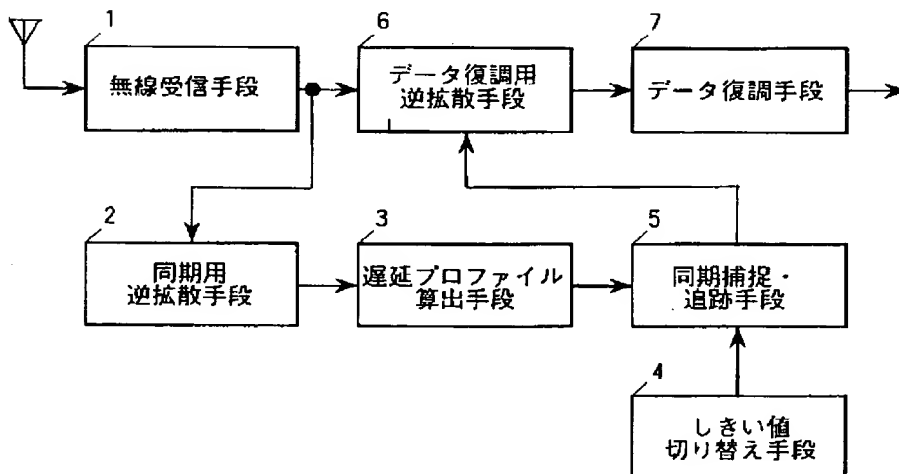 1
無線受信手段
6
データ復調用
逆拡散手段
7
データ復調手段
2
同期用
逆拡散手段
3
遅延プロファイル
算出手段
5
同期捕捉・
追跡手段
4
しきい値
切り替え手段